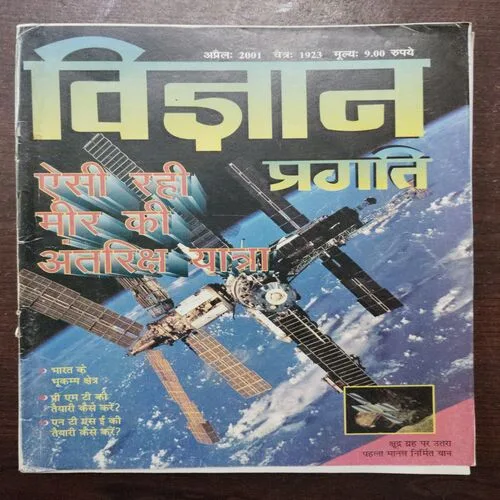 अप्रैल: 2001 चैत्र: 1923 मूल्य: 9.00 रुपये
विज्ञान
प्रगति
ऐसी रही
मीर की
अंतरिक्ष यात्रा
भारत के
भूकम्प क्षेत्र
प्री एम टी की
तैयारी कैसे करें?
एन टी एस ई की
तैयारी कैसे करें?
क्षुद्र ग्रह पर उतरा
पहला मानव निर्मित यान